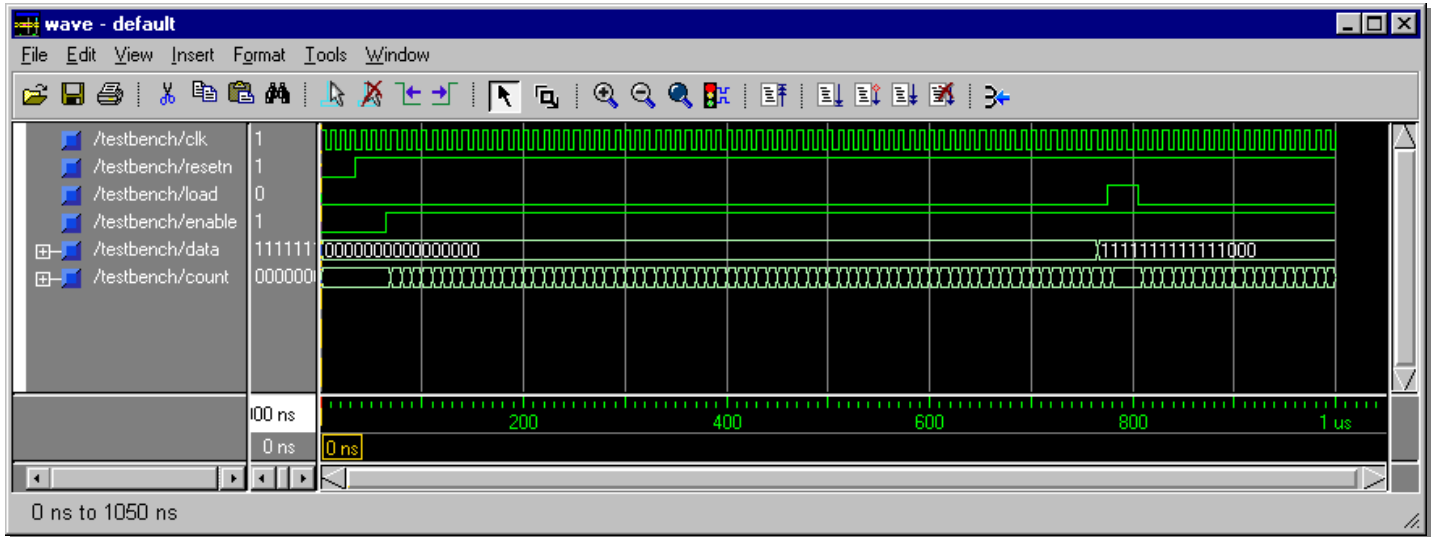 wave - default
File Edit View Insert Format Tools Window
/testbench/clk 1
/testbench/resetn 1
/testbench/load 0
/testbench/enable 1
/testbench/data 111111 0000000000000000 1111111111111000
/testbench/count 000000
00 ns 200 400 600 800 1 us
0 ns 0 ns
0 ns to 1050 ns